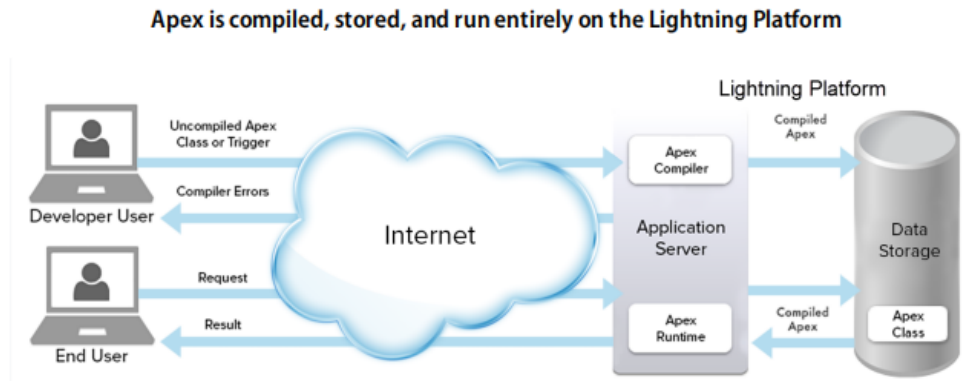 Apex is compiled, stored, and run entirely on the Lightning Platform
Lightning Platform
Uncompiled Apex
Class or Trigger
Compiled
Apex
Apex
Compiler
Compiler Errors
Developer User
Internet
Application
Server
Data
Storage
Request
Result
End User
Apex
Runtime
Compiled
Apex
Apex
Class